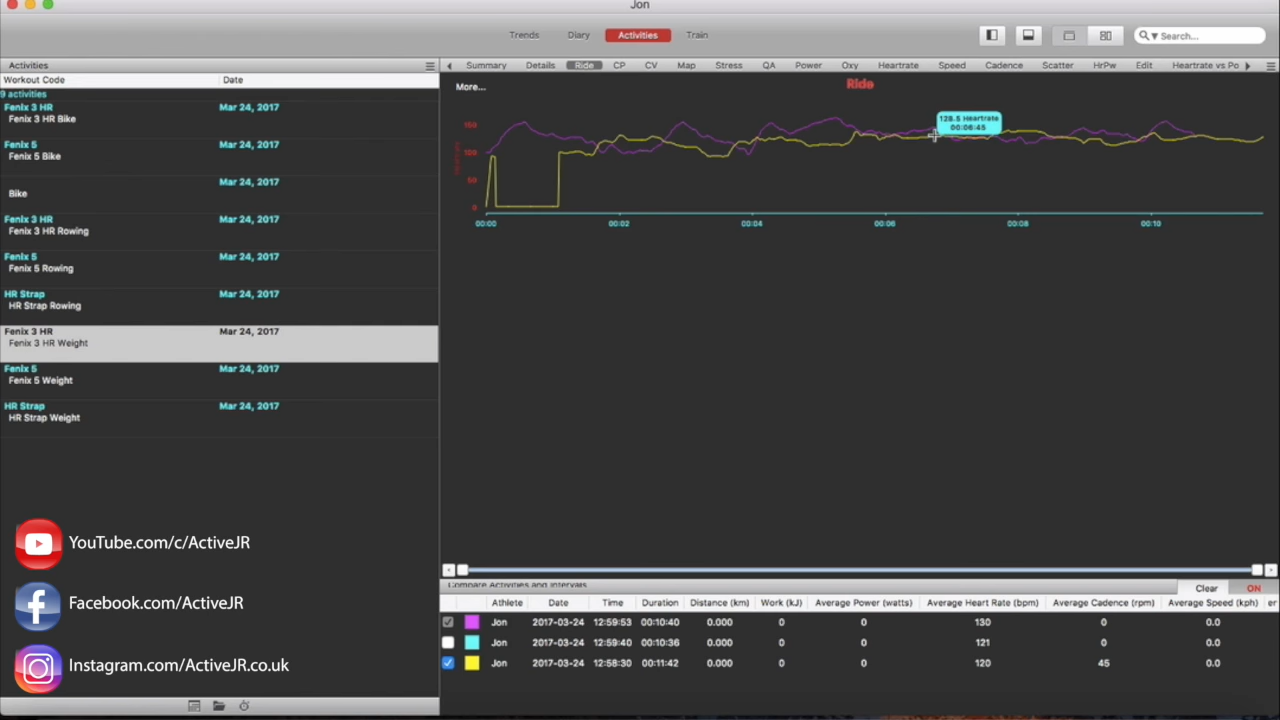 Jon
Trends Diary Activities Train Search...
Activities
Workout Code Date
9 activities
Fenix 3 HR Mar 24, 2017
Fenix 3 HR Bike
Fenix 5 Mar 24, 2017
Fenix 5 Bike
Mar 24, 2017
Bike
Fenix 3 HR Mar 24, 2017
Fenix 3 HR Rowing
Fenix 5 Mar 24, 2017
Fenix 5 Rowing
HR Strap Mar 24, 2017
HR Strap Rowing
Fenix 3 HR Mar 24, 2017
Fenix 3 HR Weight
Fenix 5 Mar 24, 2017
Fenix 5 Weight
HR Strap Mar 24, 2017
HR Strap Weight
YouTube.com/c/ActiveJR
Facebook.com/ActiveJR
Instagram.com/ActiveJR.co.uk
Summary Details Ride CP CV Map Stress QA Power Oxy Heartrate Speed Cadence Scatter HrPw Edit Heartrate vs Po
Ride
More...
128.5 Heartrate
00:06:45
150
100
50
0
00:00 00:02 00:04 00:06 00:08 00:10
Compare Activities and Intervals
Clear ON
Athlete Date Time Duration Distance (km) Work (kJ) Average Power (watts) Average Heart Rate (bpm) Average Cadence (rpm) Average Speed (kph)
Jon 2017-03-24 12:59:53 00:10:40 0.000 0 0 130 0 0.0
Jon 2017-03-24 12:59:40 00:10:36 0.000 0 0 121 0 0.0
Jon 2017-03-24 12:58:30 00:11:42 0.000 0 0 120 45 0.0